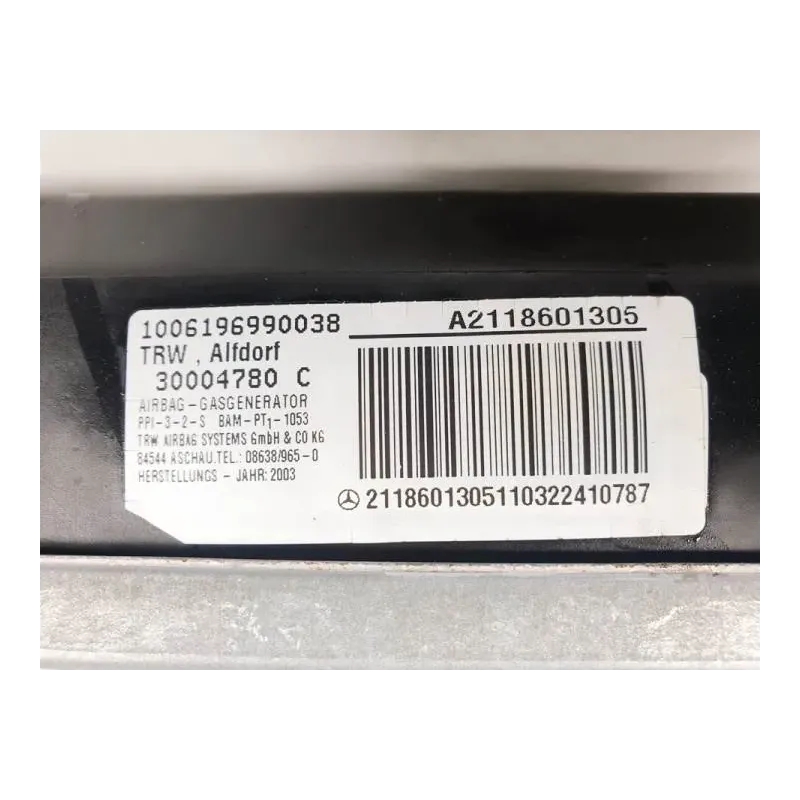 1006196990038 A2118601305
TRW , Alfdorf
30004780 C
AIRBAG - GASGENERATOR
PPI-3-2-S BAM-PT1-1053
TRW AIRBAG SYSTEMS GmbH & CO KG
84544 ASCHAU.TEL.: 08638/965-0
HERSTELLUNGS - JAHR: 2003
2118601305110322410787